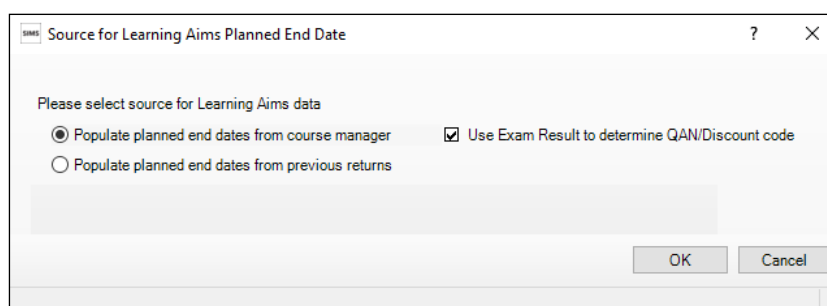 SIMS Source for Learning Aims Planned End Date ?
Please select source for Learning Aims data
Populate planned end dates from course manager Use Exam Result to determine QAN/Discount code
Populate planned end dates from previous returns
OK Cancel